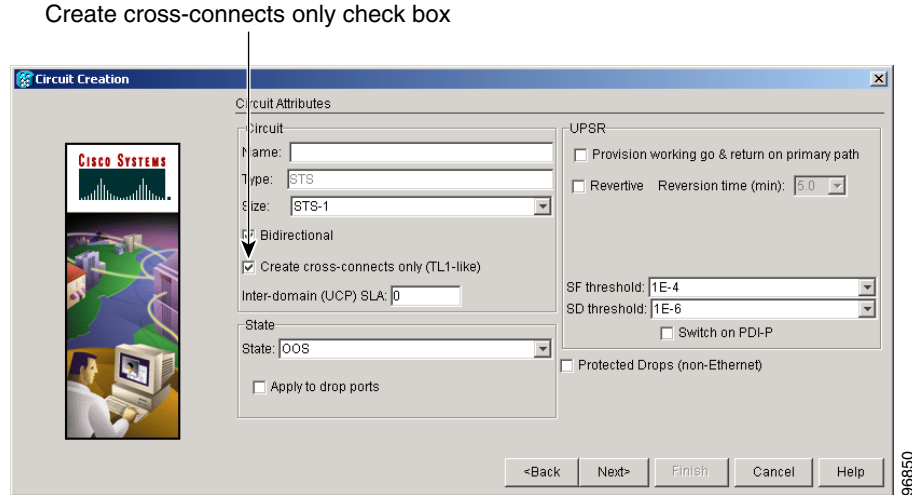 Create cross-connects only check box
Circuit Creation
Circuit Attributes
CISCO SYSTEMS
Circuit
Name:
Type: STS
Size: STS-1
Bidirectional
Create cross-connects only (TL1-like)
Inter-domain (UCP) SLA: 0
State
State: OOS
Apply to drop ports
UPSR
Provision working go & return on primary path
Revertive Reversion time (min): 5.0
SF threshold: 1E-4
SD threshold: 1E-6
Switch on PDI-P
Protected Drops (non-Ethernet)
<Back Next> Finish Cancel Help
96850